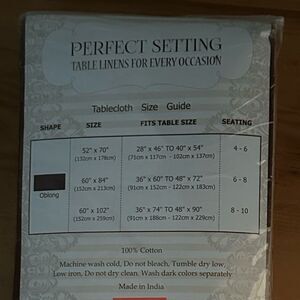 PERFECT SETTING
TABLE LINENS FOR EVERY OCCASION
Tablecloth Size Guide
SHAPE SIZE FITS TABLE SIZE SEATING
52" x 70" 28" x 46" TO 40" x 54" 4 - 6
(132cm x 178cm) (71cm x 117cm - 102cm x 137cm)
60" x 84" 36" x 60" TO 48" x 72" 6 - 8
(152cm x 213cm) (91cm x 152cm - 122cm x 183cm)
Oblong
60" x 102" 36" x 74" TO 48" x 90" 8 - 10
(152cm x 259cm) (91cm x 188cm - 122cm x 229cm)
100% Cotton
Machine wash cold, Do not bleach, Tumble dry low,
Low iron, Do not dry clean. Wash dark colors separately
Made in India